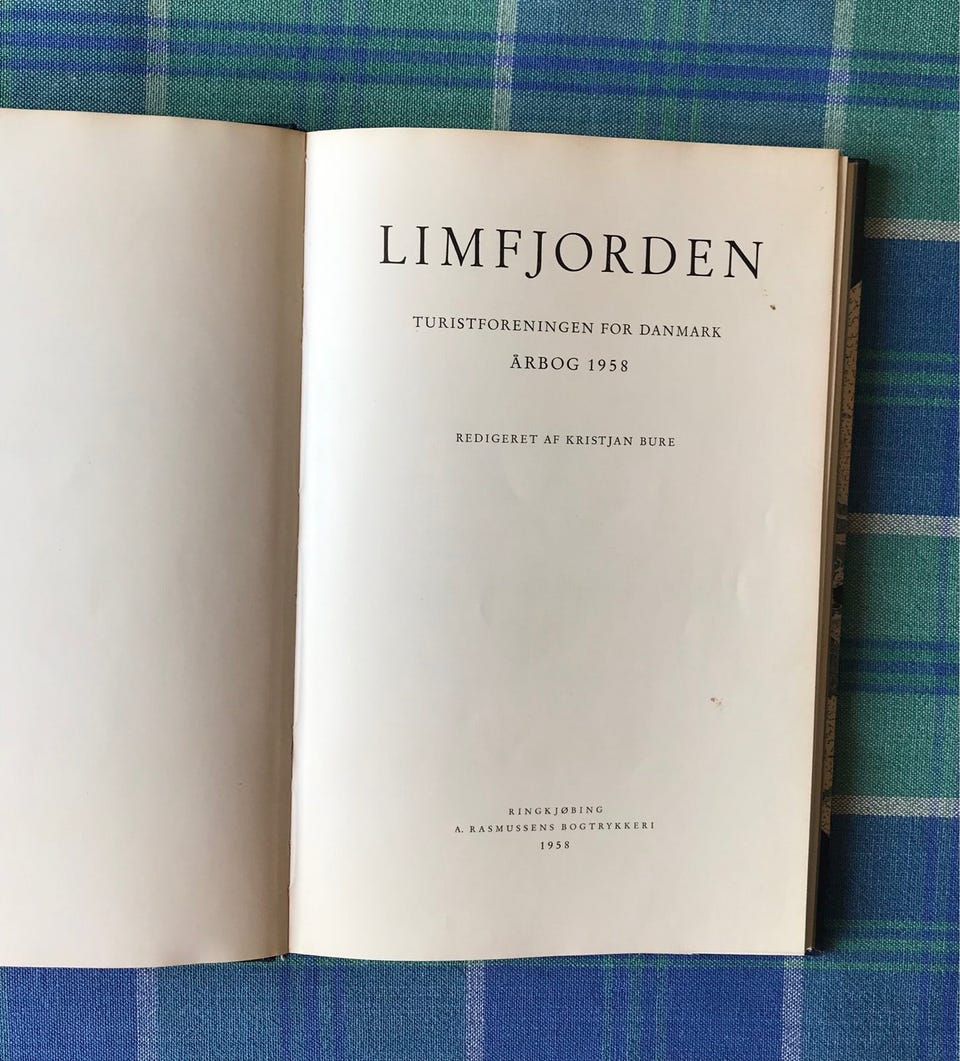 LIMFJORDEN
TURISTFORENINGEN FOR DANMARK
ÅRBOG 1958
REDIGERET AF KRISTJAN BURE
RINGKJØBING
A. RASMUSSENS BOGTRYKKERI
1958